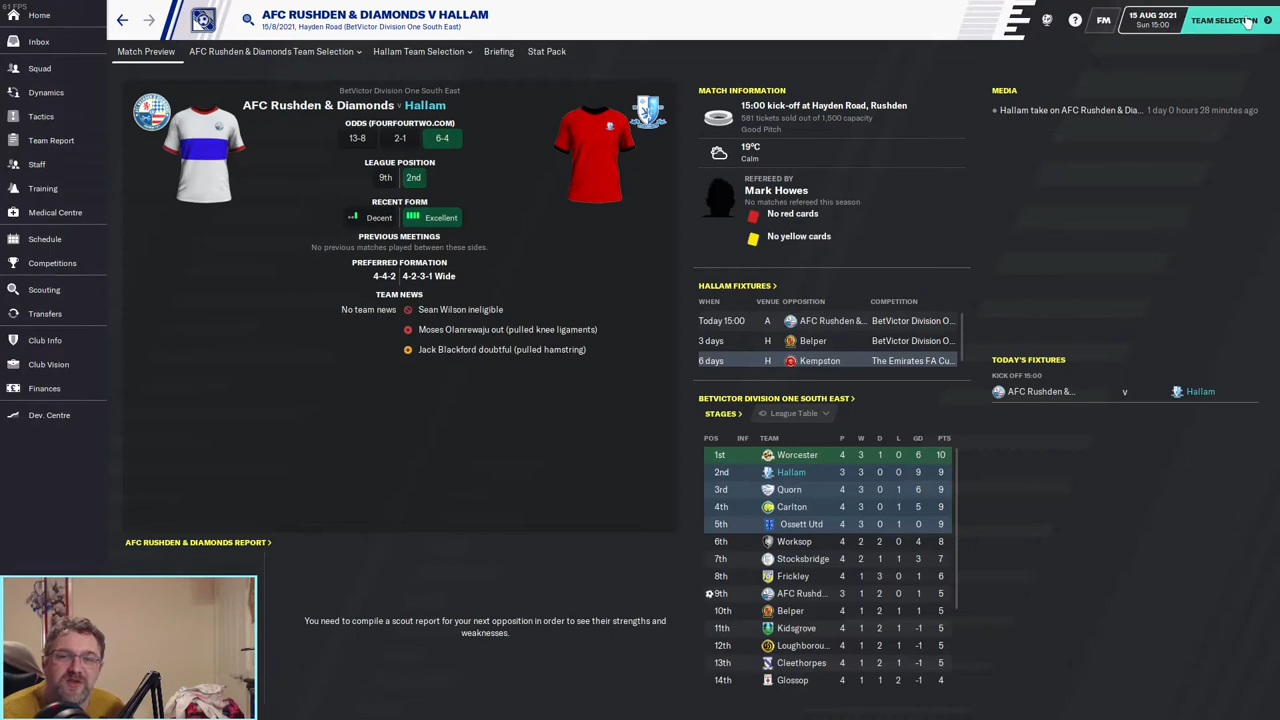 61 FPS
Home
Inbox
Squad
Dynamics
Tactics
Team Report
Staff
Training
Medical Centre
Schedule
Competitions
Scouting
Transfers
Club Info
Club Vision
Finances
Dev. Centre
AFC RUSHDEN & DIAMONDS V HALLAM
15/8/2021, Hayden Road (BetVictor Division One South East)
FM
15 AUG 2021
Sun 15:00
TEAM SELECTION
Match Preview
AFC Rushden & Diamonds Team Selection
Hallam Team Selection
Briefing
Stat Pack
BetVictor Division One South East
AFC Rushden & Diamonds v Hallam
ODDS (FOURFOURTWO.COM)
13-8 2-1 6-4
LEAGUE POSITION
9th 2nd
RECENT FORM
Decent Excellent
PREVIOUS MEETINGS
No previous matches played between these sides.
PREFERRED FORMATION
4-4-2 4-2-3-1 Wide
TEAM NEWS
No team news Sean Wilson ineligible
Moses Olanrewaju out (pulled knee ligaments)
Jack Blackford doubtful (pulled hamstring)
AFC RUSHDEN & DIAMONDS REPORT >
You need to compile a scout report for your next opposition in order to see their strengths and
weaknesses.
MATCH INFORMATION
15:00 kick-off at Hayden Road, Rushden
581 tickets sold out of 1,500 capacity
Good Pitch
19°C
Calm
REFEREED BY
Mark Howes
No matches refereed this season
No red cards
No yellow cards
HALLAM FIXTURES >
WHEN VENUE OPPOSITION COMPETITION
Today 15:00 A AFC Rushden &... BetVictor Division O...
3 days H Belper BetVictor Division O...
6 days H Kempston The Emirates FA Cu...
BETVICTOR DIVISION ONE SOUTH EAST >
STAGES > League Table
POS INF TEAM P W D L GD PTS
1st Worcester 4 3 1 0 6 10
2nd Hallam 3 3 0 0 9 9
3rd Quorn 4 3 0 1 6 9
4th Carlton 4 3 0 1 5 9
5th Ossett Utd 4 3 0 1 0 9
6th Worksop 4 2 2 0 4 8
7th Stocksbridge 4 2 1 1 3 7
8th Frickley 4 1 3 0 1 6
9th AFC Rushd... 3 1 2 0 1 5
10th Belper 4 1 2 1 1 5
11th Kidsgrove 4 1 2 1 -1 5
12th Loughborou... 4 1 2 1 -1 5
13th Cleethorpes 4 1 2 1 -1 5
14th Glossop 4 1 1 2 -1 4
MEDIA
Hallam take on AFC Rushden & Dia... 1 day 0 hours 28 minutes ago
TODAY'S FIXTURES
KICK OFF 15:00
AFC Rushden &... v Hallam